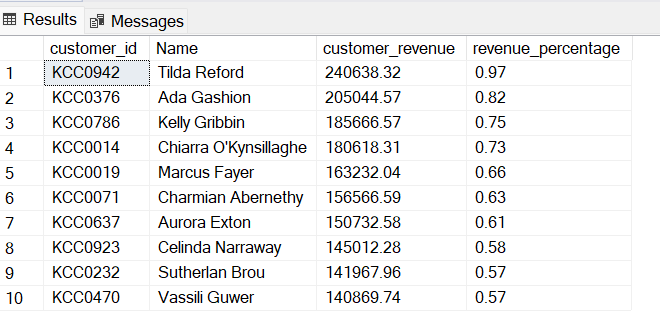 Results Messages
customer_id Name customer_revenue revenue_percentage
1 KCC0942 Tilda Reford 240638.32 0.97
2 KCC0376 Ada Gashion 205044.57 0.82
3 KCC0786 Kelly Gribbin 185666.57 0.75
4 KCC0014 Chiarra O'Kynsillaghe 180618.31 0.73
5 KCC0019 Marcus Fayer 163232.04 0.66
6 KCC0071 Charmian Abernethy 156566.59 0.63
7 KCC0637 Aurora Exton 150732.58 0.61
8 KCC0923 Celinda Narraway 145012.28 0.58
9 KCC0232 Sutherlan Brou 141967.96 0.57
10 KCC0470 Vassili Guwer 140869.74 0.57